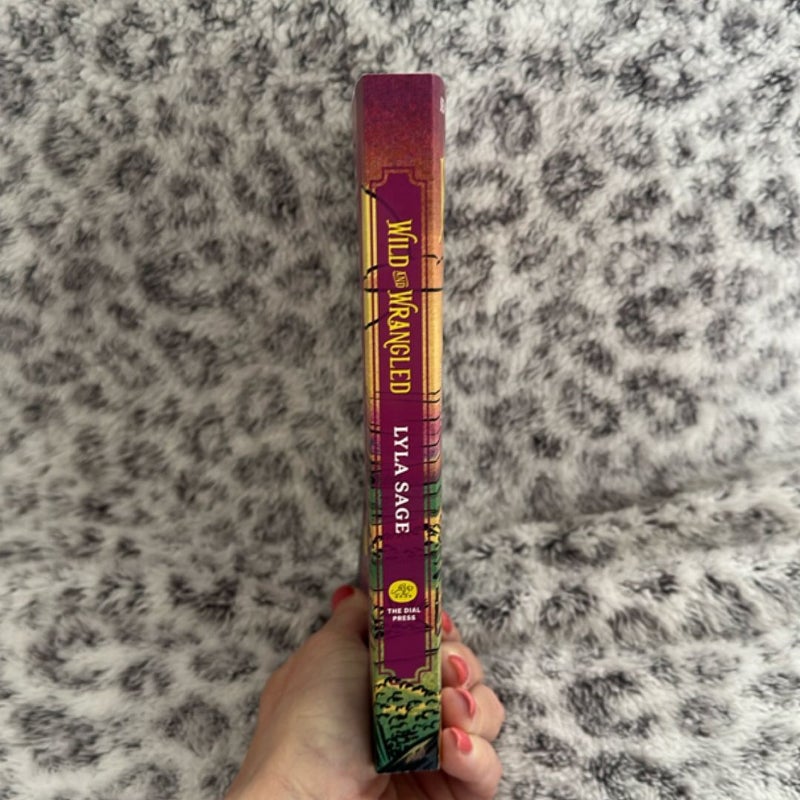 WILD AND WRANGLED
LYLA SAGE
THE DIAL
PRESS